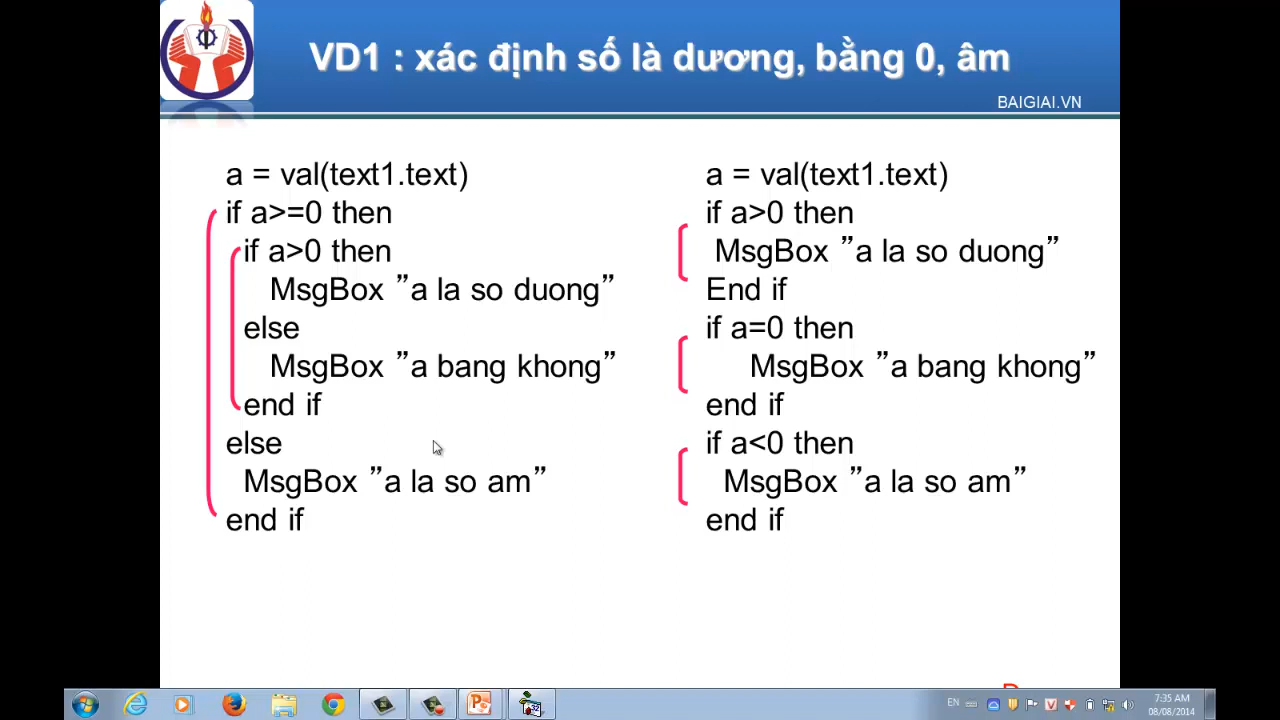 VD1 : xác định số là dương, bằng 0, âm
BAIGIAI.VN
a = val(text1.text)
if a>=0 then
if a>0 then
MsgBox ”a la so duong”
else
MsgBox ”a bang khong”
end if
else
MsgBox ”a la so am”
end if
a = val(text1.text)
if a>0 then
MsgBox ”a la so duong”
End if
if a=0 then
MsgBox ”a bang khong”
end if
if a<0 then
MsgBox ”a la so am”
end if
EN
7:35 AM
08/08/2014